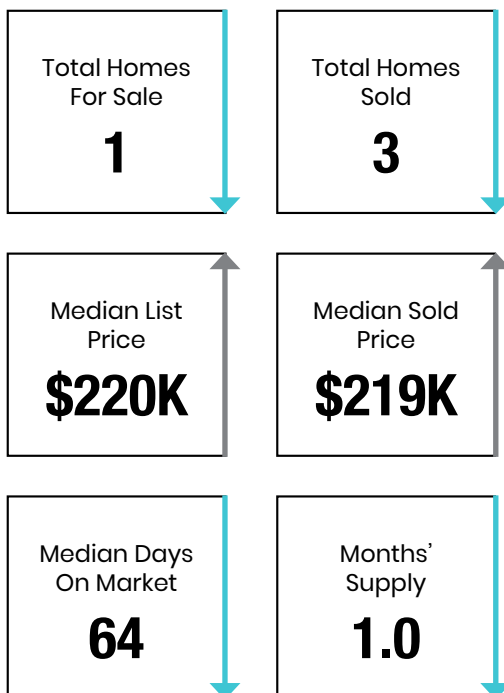 Total Homes
For Sale
1
Total Homes
Sold
3
Median List
Price
$220K
Median Sold
Price
$219K
Median Days
On Market
64
Months’
Supply
1.0